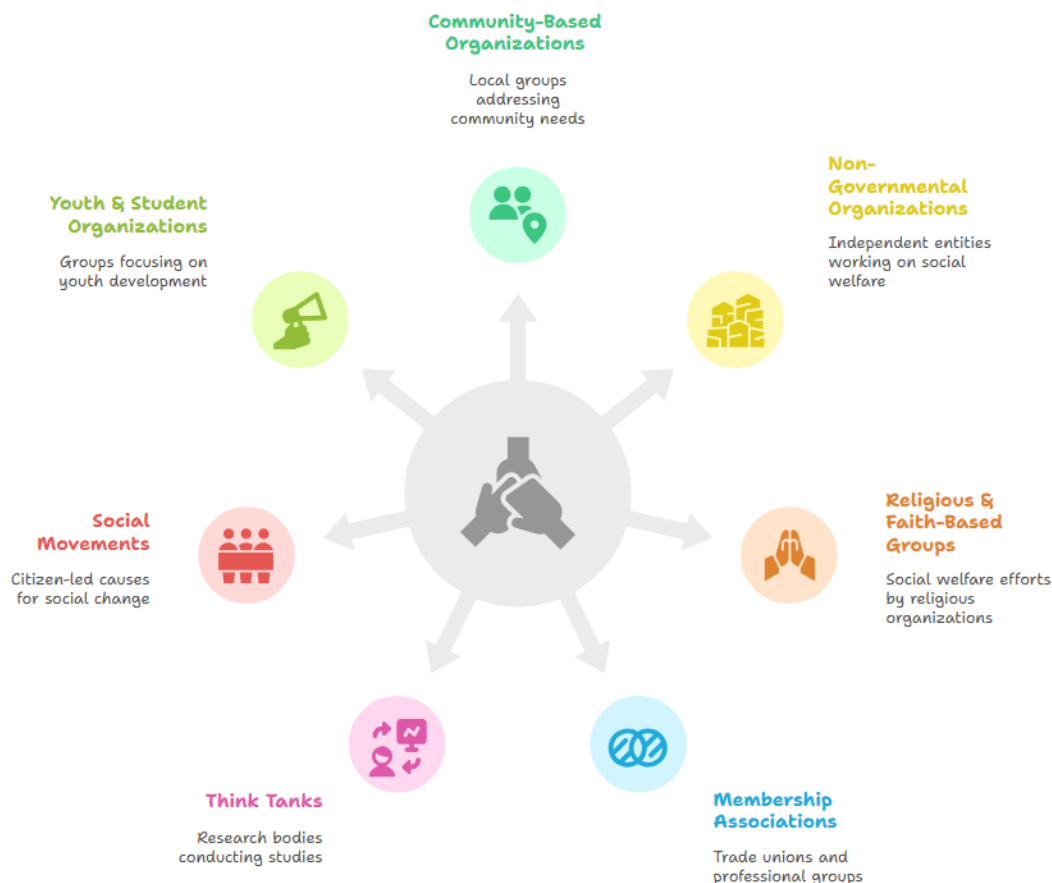 Community-Based
Organizations
Local groups
addressing
community needs
Non-
Governmental
Organizations
Independent entities
working on social
welfare
Religious &
Faith-Based
Groups
Social welfare efforts
by religious
organizations
Membership
Associations
Trade unions and
professional groups
Think Tanks
Research bodies
conducting studies
Social
Movements
Citizen-led causes
for social change
Youth & Student
Organizations
Groups focusing on
youth development